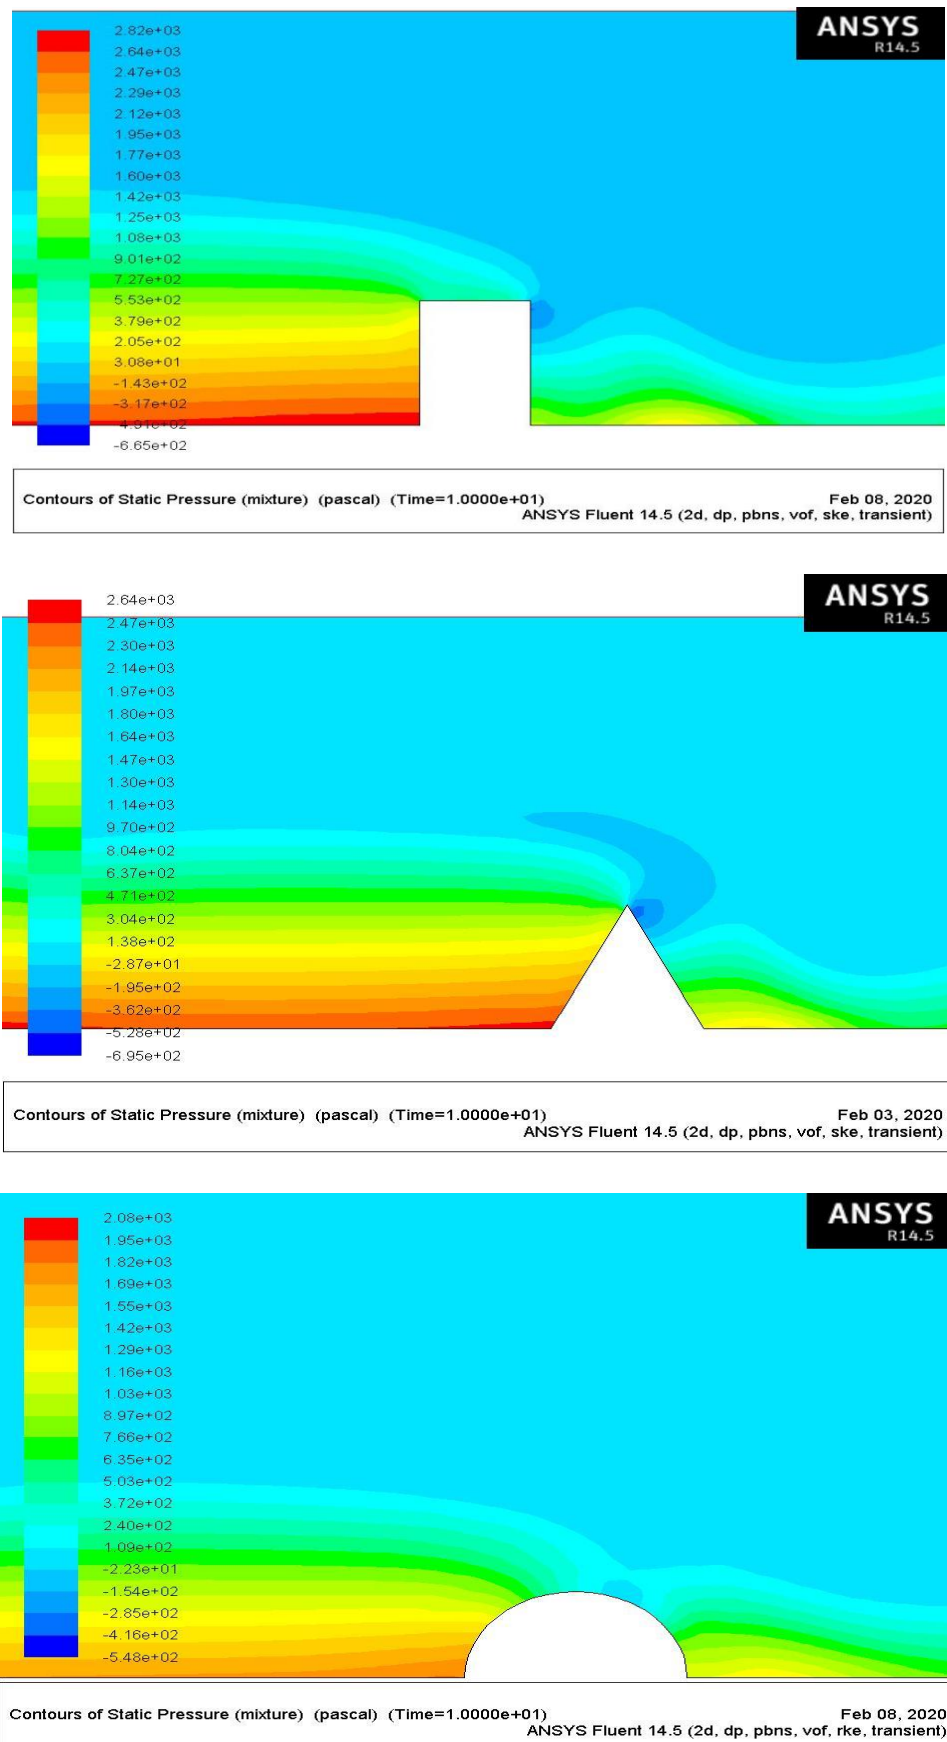 ANSYS
R14.5
2.82e+03
2.64e+03
2.47e+03
2.29e+03
2.12e+03
1.95e+03
1.77e+03
1.60e+03
1.42e+03
1.25e+03
1.08e+03
9.01e+02
7.27e+02
5.53e+02
3.79e+02
2.05e+02
3.08e+01
-1.43e+02
-3.17e+02
-4.91e+02
-6.65e+02
Contours of Static Pressure (mixture) (pascal) (Time=1.0000e+01)
Feb 08, 2020
ANSYS Fluent 14.5 (2d, dp, pbns, vof, ske, transient)
ANSYS
R14.5
2.64e+03
2.47e+03
2.30e+03
2.14e+03
1.97e+03
1.80e+03
1.64e+03
1.47e+03
1.30e+03
1.14e+03
9.70e+02
8.04e+02
6.37e+02
4.71e+02
3.04e+02
1.38e+02
-2.87e+01
-1.95e+02
-3.62e+02
-5.28e+02
-6.95e+02
Contours of Static Pressure (mixture) (pascal) (Time=1.0000e+01)
Feb 03, 2020
ANSYS Fluent 14.5 (2d, dp, pbns, vof, ske, transient)
ANSYS
R14.5
2.08e+03
1.95e+03
1.82e+03
1.69e+03
1.55e+03
1.42e+03
1.29e+03
1.16e+03
1.03e+03
8.97e+02
7.66e+02
6.35e+02
5.03e+02
3.72e+02
2.40e+02
1.09e+02
-2.23e+01
-1.54e+02
-2.85e+02
-4.16e+02
-5.48e+02
Contours of Static Pressure (mixture) (pascal) (Time=1.0000e+01)
Feb 08, 2020
ANSYS Fluent 14.5 (2d, dp, pbns, vof, rke, transient)